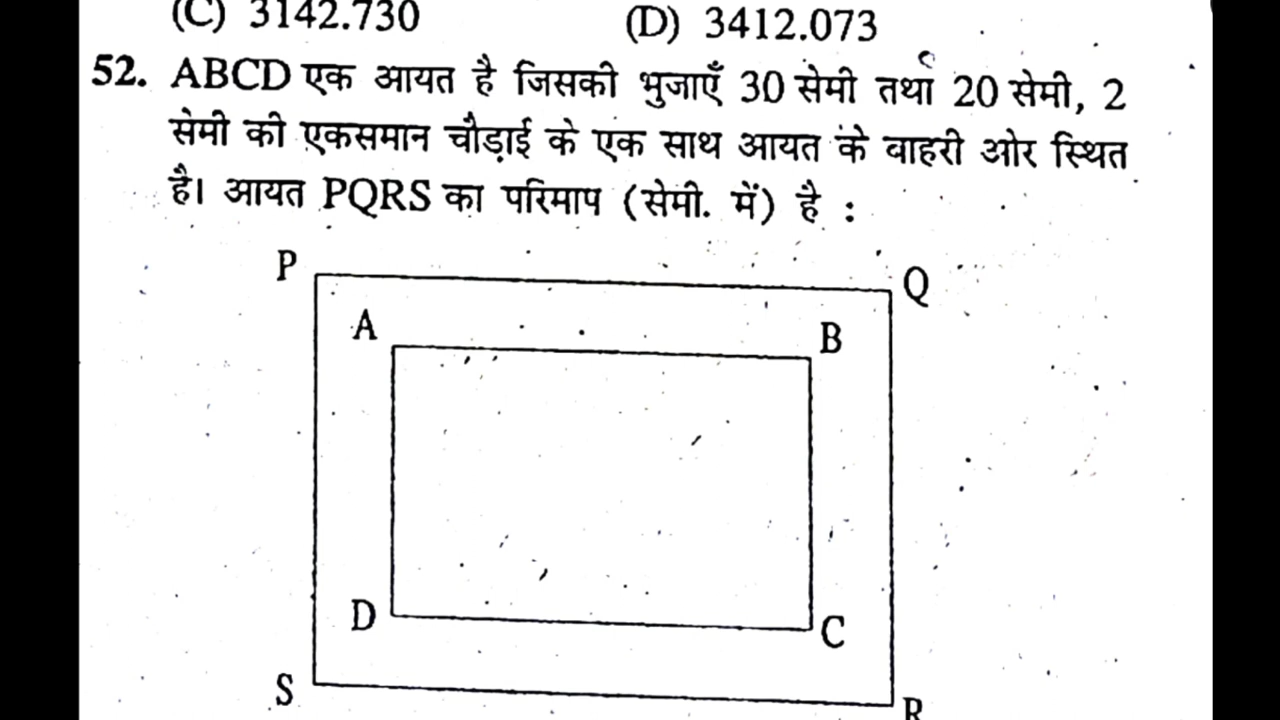 (C) 3142.730 (D) 3412.073
52. ABCD एक आयत है जिसकी भुजाएँ 30 सेमी तथा 20 सेमी, 2
सेमी की एकसमान चौड़ाई के एक साथ आयत के बाहरी ओर स्थित
है। आयत PQRS का परिमाप (सेमी. में) है :
P
Q
A
B
D
C
S
R